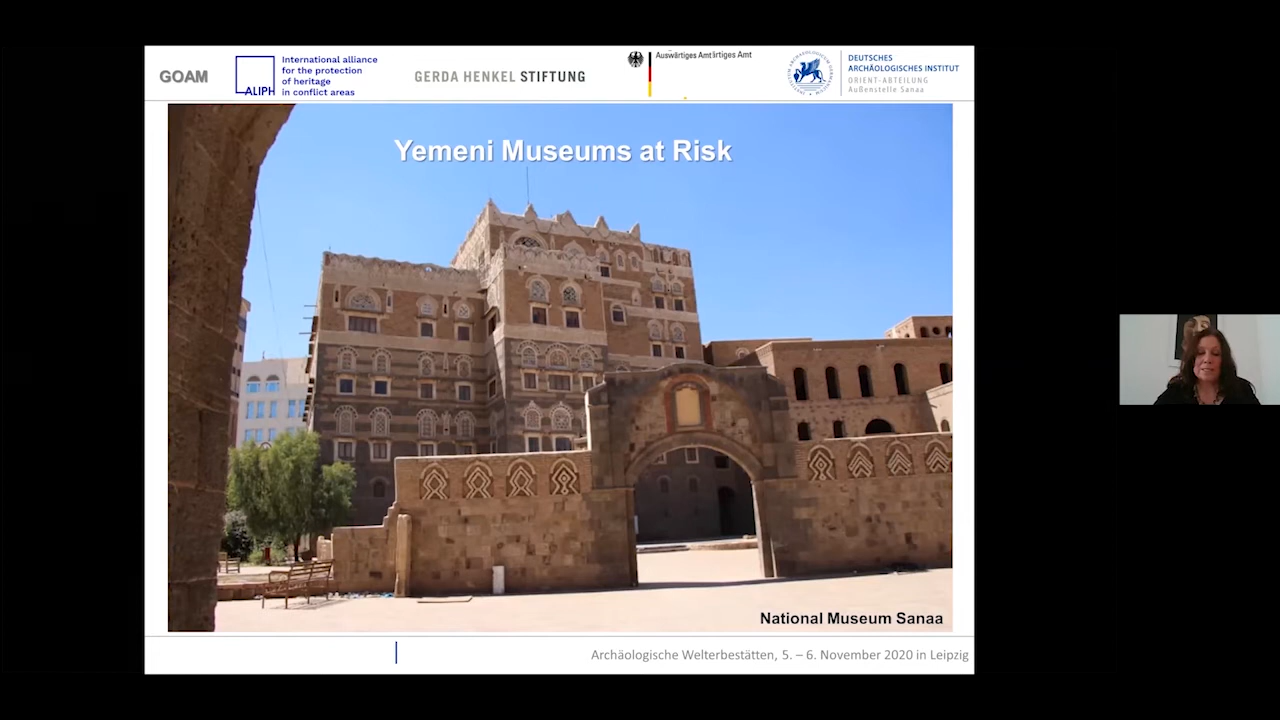 GOAM
ALIPH
International alliance
for the protection
of heritage
in conflict areas
GERDA HENKEL STIFTUNG
Auswärtiges Amtirtiges Amt
DEUTSCHES
ARCHÄOLOGISCHES INSTITUT
ORIENT-ABTEILUNG
Außenstelle Sanaa
Yemeni Museums at Risk
National Museum Sanaa
Archäologische Welterbestätten, 5. – 6. November 2020 in Leipzig